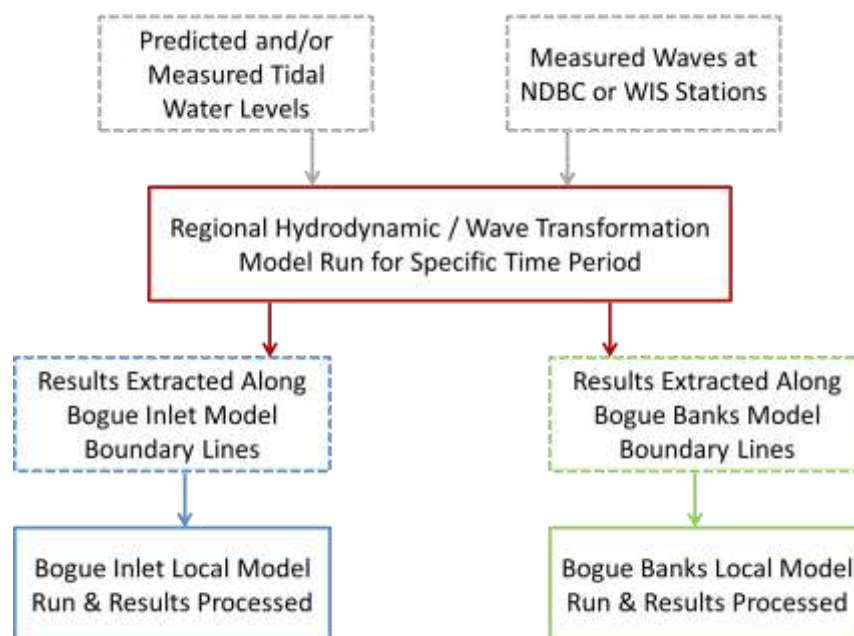 Predicted and/or
Measured Tidal
Water Levels
Measured Waves at
NDBC or WIS Stations
Regional Hydrodynamic / Wave Transformation
Model Run for Specific Time Period
Results Extracted Along
Bogue Inlet Model
Boundary Lines
Results Extracted Along
Bogue Banks Model
Boundary Lines
Bogue Inlet Local Model
Run & Results Processed
Bogue Banks Local Model
Run & Results Processed